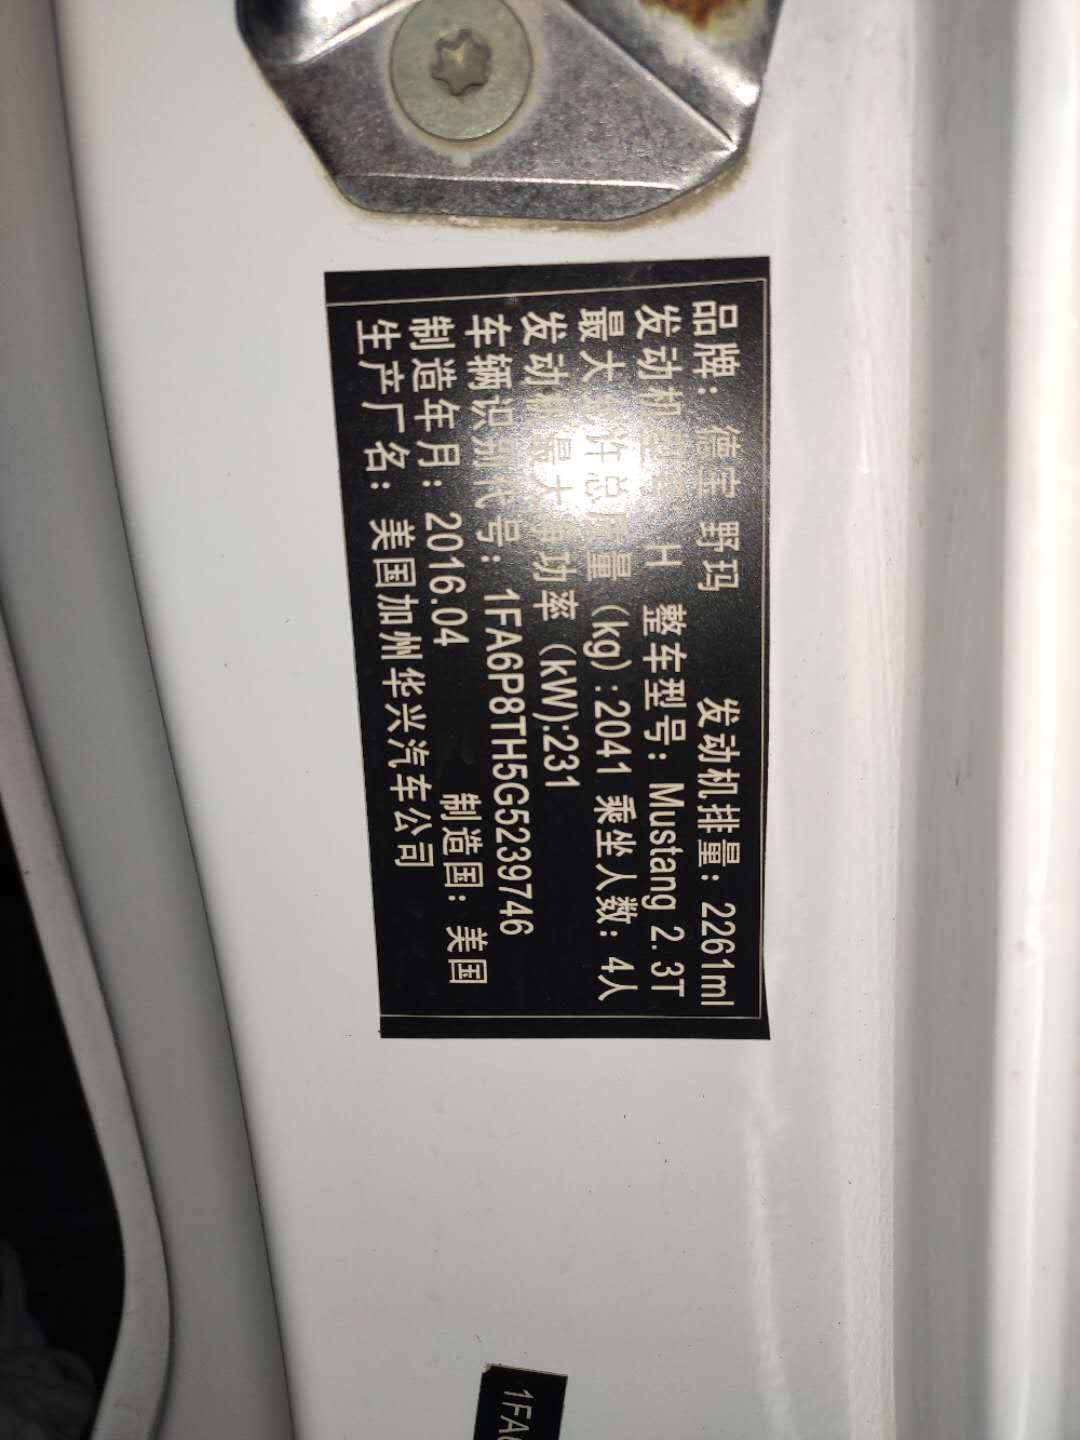 品牌：德宝 野玛 发动机排量：2261ml
发动机型号：H 整车型号：Mustang 2.3T
最大允许总质量（kg）:2041 乘坐人数：4人
发动机最大净功率（kW）:231
车辆识别代号：1FA6P8TH5G5239746
制造年月：2016.04 制造国：美国
生产厂名：美国加州华兴汽车公司